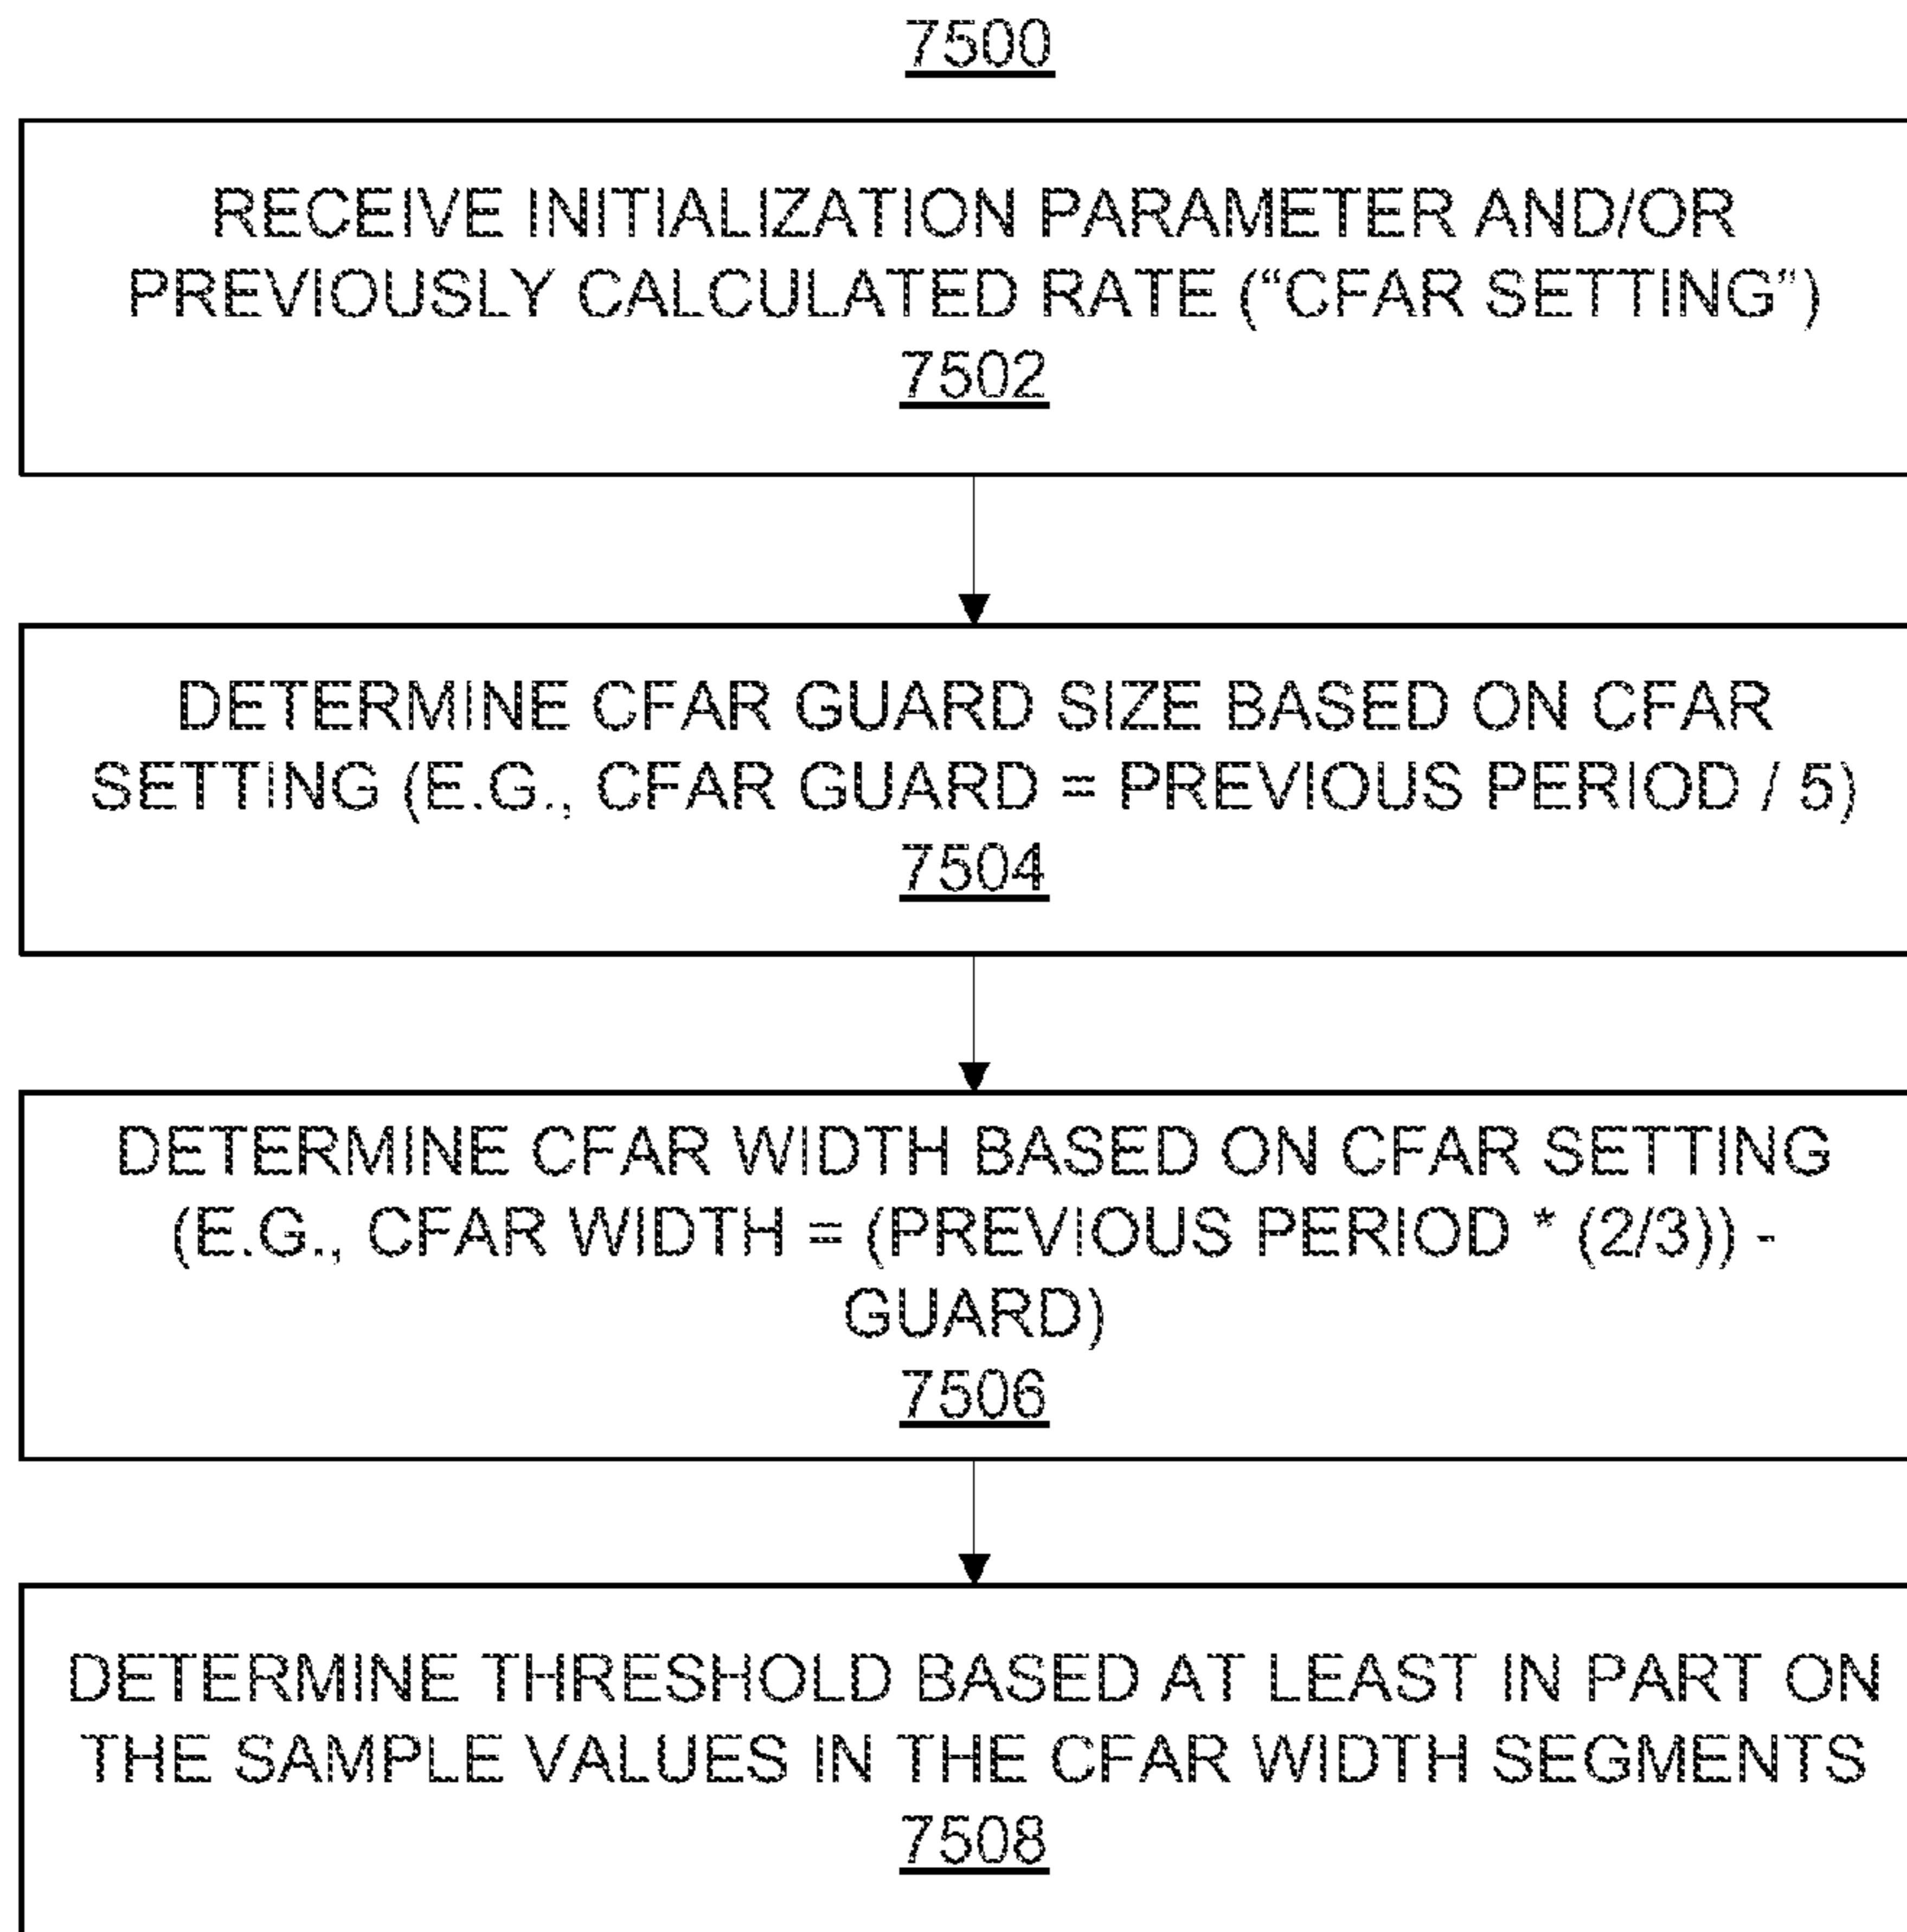 7500
RECEIVE INITIALIZATION PARAMETER AND/OR
PREVIOUSLY CALCULATED RATE (“CFAR SETTING”)
7502
DETERMINE CFAR GUARD SIZE BASED ON CFAR
SETTING (E.G., CFAR GUARD = PREVIOUS PERIOD / 5)
7504
DETERMINE CFAR WIDTH BASED ON CFAR SETTING
(E.G., CFAR WIDTH = (PREVIOUS PERIOD * (2/3)) -
GUARD)
7506
DETERMINE THRESHOLD BASED AT LEAST IN PART ON
THE SAMPLE VALUES IN THE CFAR WIDTH SEGMENTS
7508